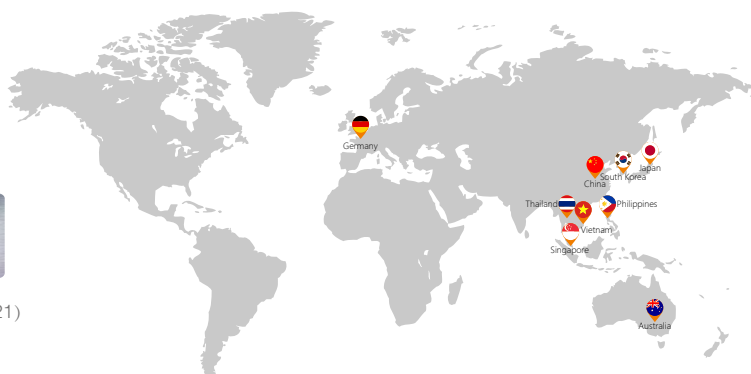 Germany
Japan
South Korea
China
Thailand
Philippines
Vietnam
Singapore
21)
Australia